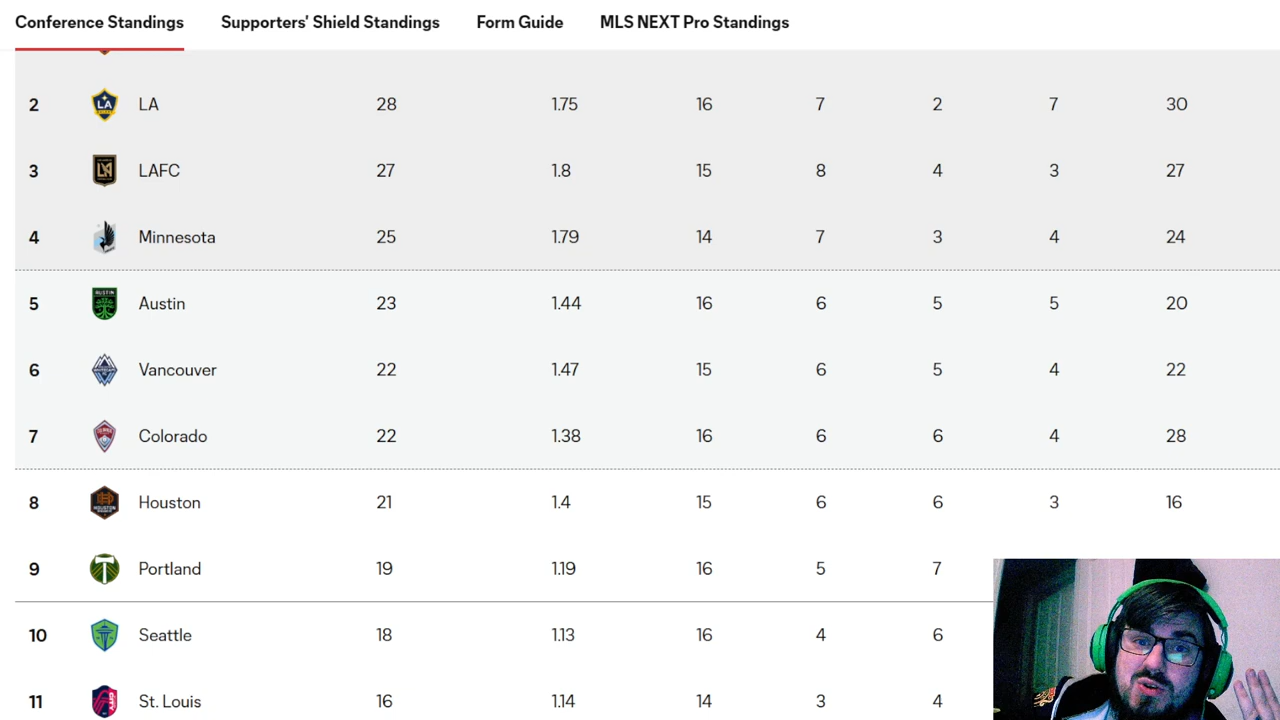 Conference Standings Supporters' Shield Standings Form Guide MLS NEXT Pro Standings
2 LA 28 1.75 16 7 2 7 30
3 LAFC 27 1.8 15 8 4 3 27
4 Minnesota 25 1.79 14 7 3 4 24
5 Austin 23 1.44 16 6 5 5 20
6 Vancouver 22 1.47 15 6 5 4 22
7 Colorado 22 1.38 16 6 6 4 28
8 Houston 21 1.4 15 6 6 3 16
9 Portland 19 1.19 16 5 7
10 Seattle 18 1.13 16 4 6
11 St. Louis 16 1.14 14 3 4